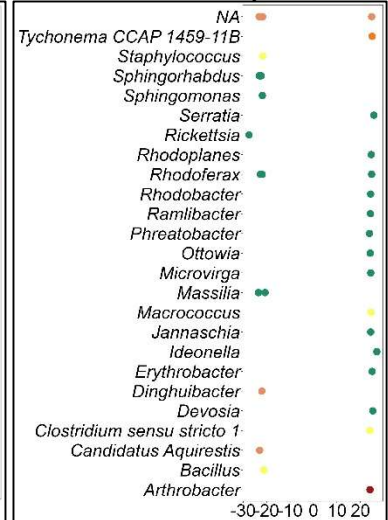 NA
Tychonema CCAP 1459-11B
Staphylococcus
Sphingorhabdus
Sphingomonas
Serratia
Rickettsia
Rhodoplanes
Rhodoferax
Rhodobacter
Ramlibacter
Phreatobacter
Ottowia
Microvirga
Massilia
Macrococcus
Jannaschia
Ideonella
Erythrobacter
Dinghuibacter
Devosia
Clostridium sensu stricto 1
Candidatus Aquirestis
Bacillus
Arthrobacter
-30-20-10 0 10 20